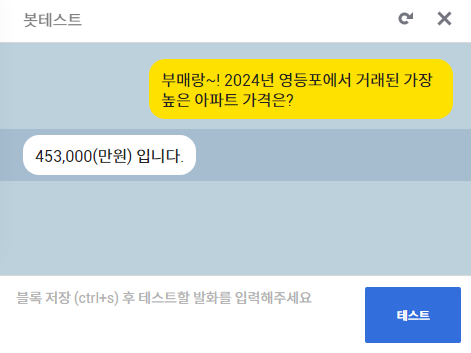 봇테스트
부매랑~! 2024년 영등포에서 거래된 가장
높은 아파트 가격은?
453,000(만원) 입니다.
블록 저장 (ctrl+s) 후 테스트할 발화를 입력해주세요
테스트